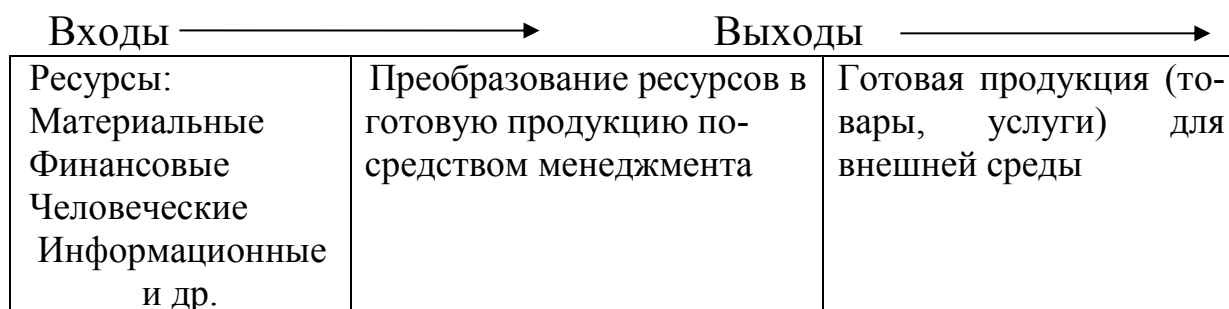 Входы Выходы
Ресурсы:
Материальные
Финансовые
Человеческие
Информационные
и др.
Преобразование ресурсов в
готовую продукцию по-
средством менеджмента
Готовая продукция (то-
вары, услуги) для
внешней среды